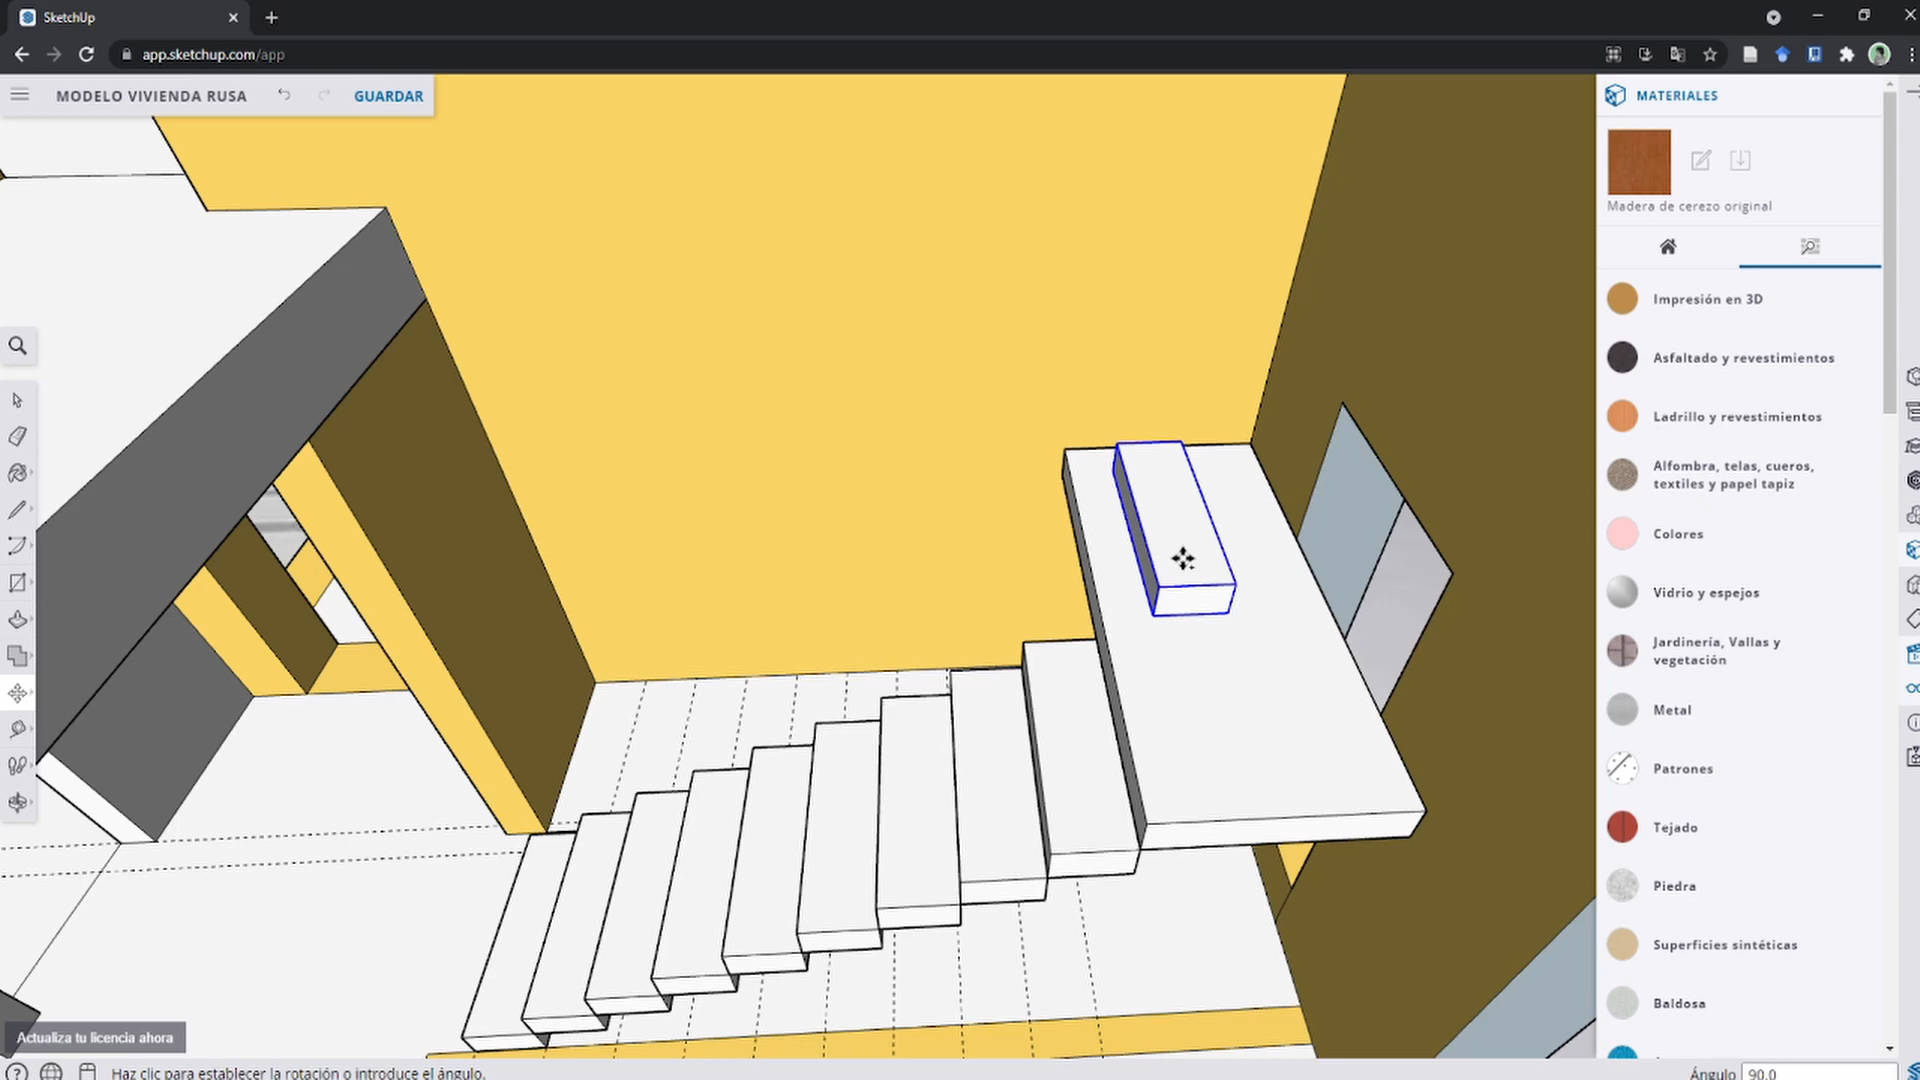 SketchUp
app.sketchup.com/app
MODELO VIVIENDA RUSA
GUARDAR
MATERIALES
Madera de cerezo original
Impresión en 3D
Asfaltado y revestimientos
Ladrillo y revestimientos
Alfombra, telas, cueros,
textiles y papel tapiz
Colores
Vidrio y espejos
Jardinería, Vallas y
vegetación
Metal
Patrones
Tejado
Piedra
Superficies sintéticas
Baldosa
Actualiza tu licencia ahora
Haz clic para establecer la rotación o introduce el ángulo.
Ángulo 90.0